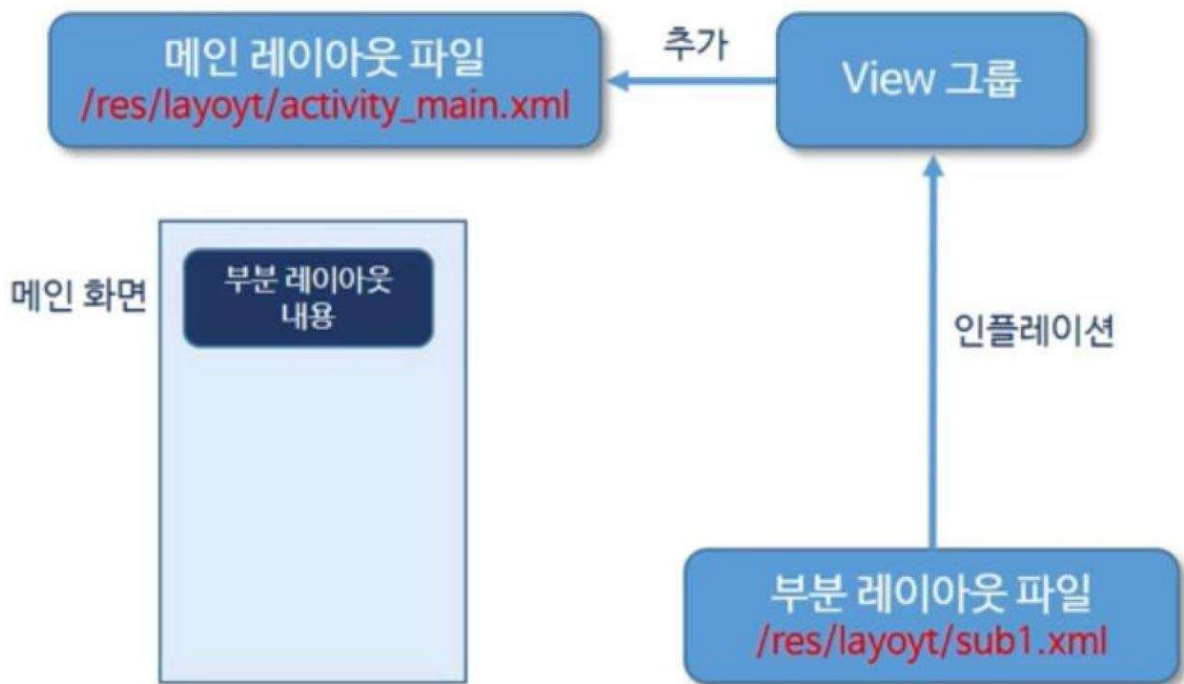 메인 레이아웃 파일
/res/layoyt/activity_main.xml
추가
View 그룹
메인 화면
부분 레이아웃
내용
인플레이션
부분 레이아웃 파일
/res/layoyt/sub1.xml